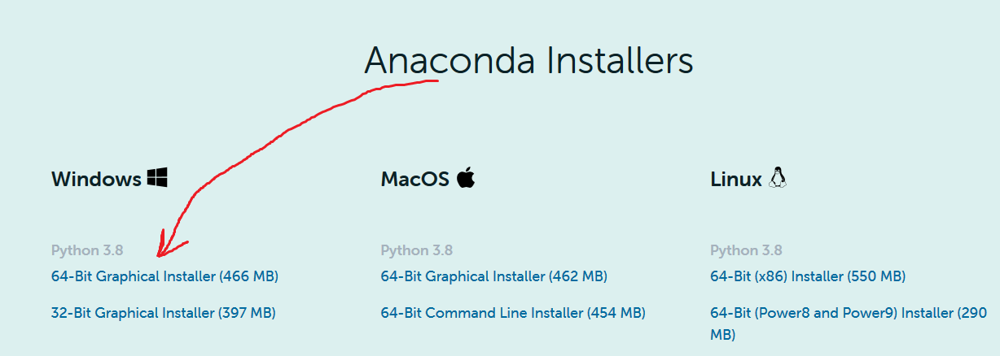 Anaconda Installers
Windows
Python 3.8
64-Bit Graphical Installer (466 MB)
32-Bit Graphical Installer (397 MB)
MacOS
Python 3.8
64-Bit Graphical Installer (462 MB)
64-Bit Command Line Installer (454 MB)
Linux
Python 3.8
64-Bit (x86) Installer (550 MB)
64-Bit (Power8 and Power9) Installer (290
MB)